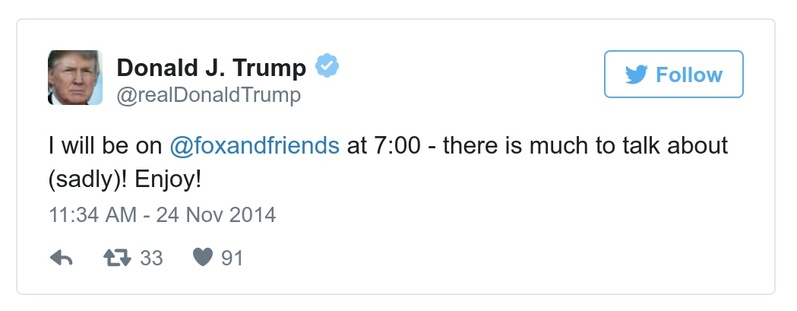 Donald J. Trump
Follow
@realDonaldTrump
I will be on @foxandfriends at 7:00 - there is much to talk about
(sadly)! Enjoy!
11:34 AM - 24 Nov 2014
33 91